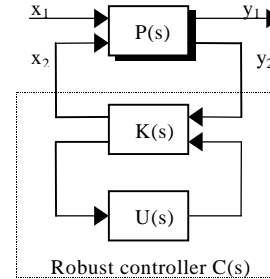 x₁ y₁
P(s)
x₂ y₂
K(s)
U(s)
Robust controller C(s)